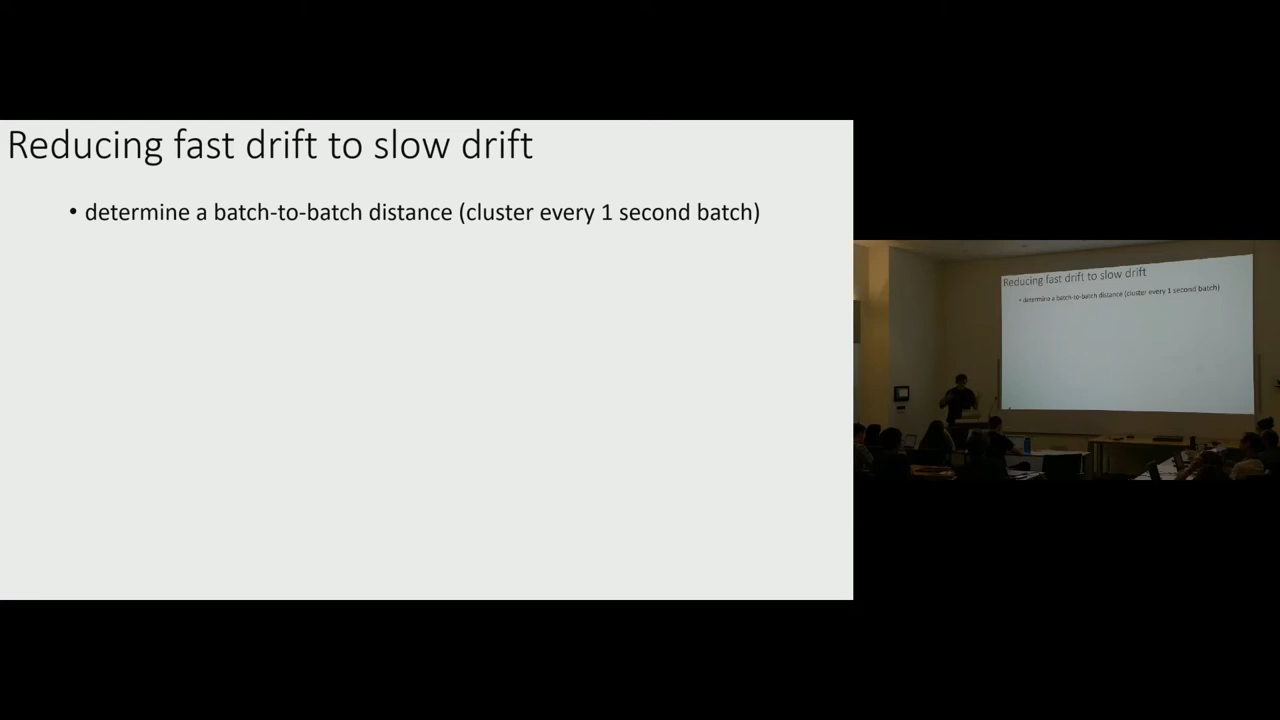 Reducing fast drift to slow drift
• determine a batch-to-batch distance (cluster every 1 second batch)
Reducing fast drift to slow drift
• determine a batch-to-batch distance (cluster every 1 second batch)